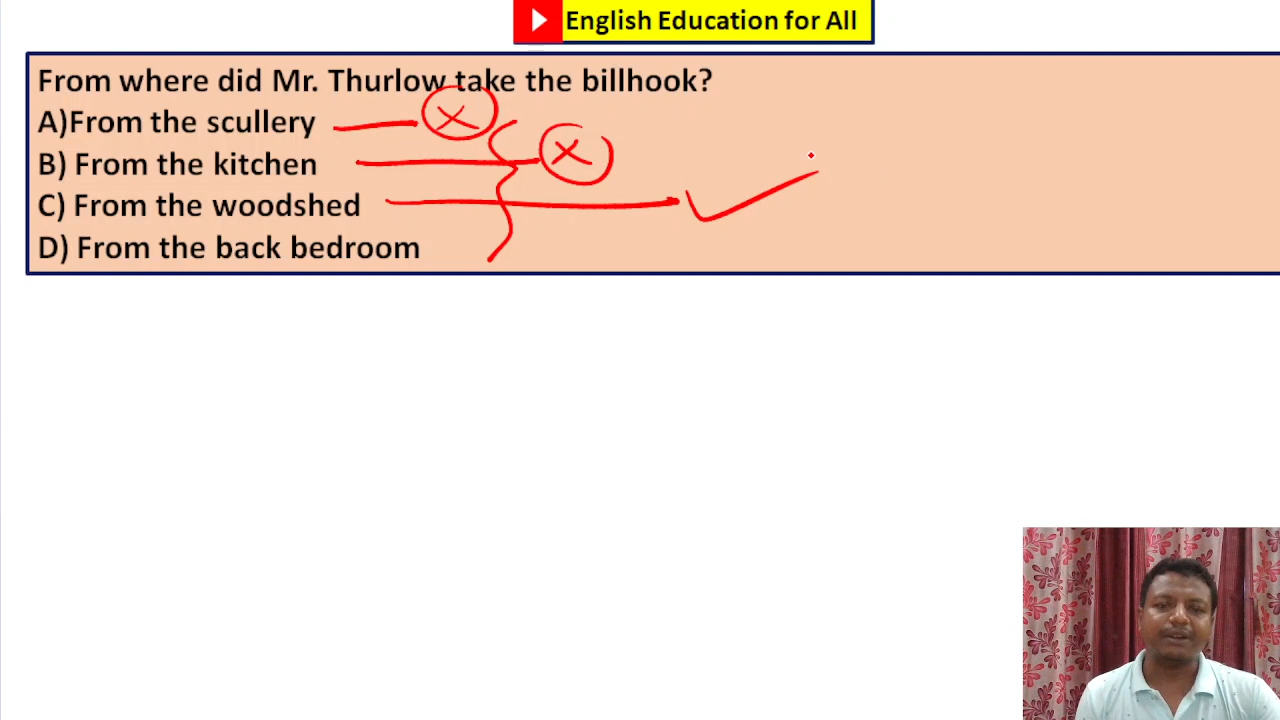 English Education for All
From where did Mr. Thurlow take the billhook?
A)From the scullery
B) From the kitchen
C) From the woodshed
D) From the back bedroom